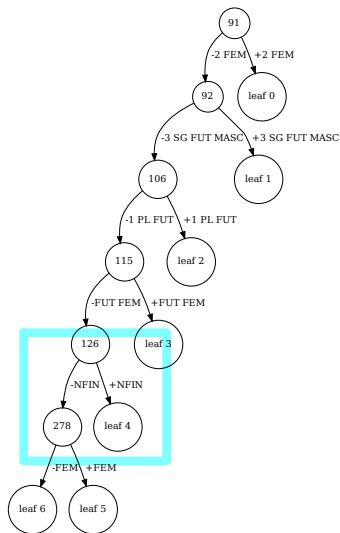 91
-2 FEM +2 FEM
92 leaf 0
-3 SG FUT MASC +3 SG FUT MASC
106 leaf 1
-1 PL FUT +1 PL FUT
115 leaf 2
-FUT FEM +FUT FEM
126 leaf 3
-NFIN +NFIN
278 leaf 4
-FEM +FEM
leaf 6 leaf 5